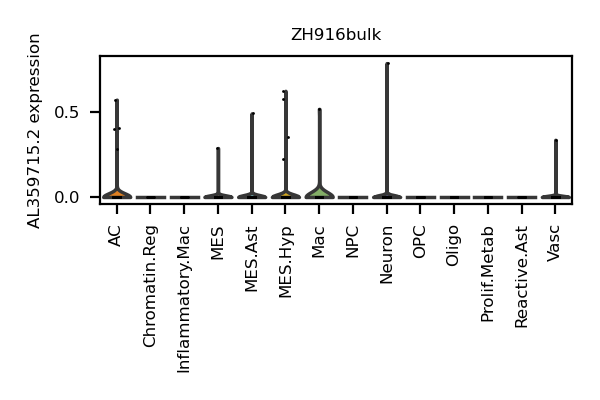 ZH916bulk
AL359715.2 expression
0.5
0.0
AC
Chromatin.Reg
Inflammatory.Mac
MES
MES.Ast
MES.Hyp
Mac
NPC
Neuron
OPC
Oligo
Prolif.Metab
Reactive.Ast
Vasc